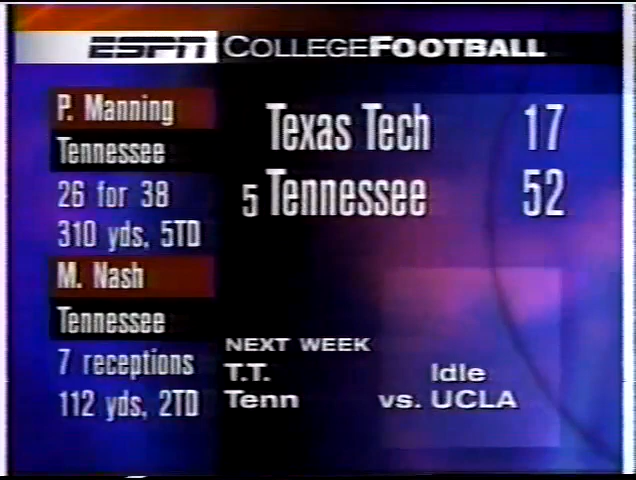 ESPN COLLEGEFOOTBALL
P. Manning
Tennessee
26 for 38
310 yds, 5TD
M. Nash
Tennessee
7 receptions
112 yds, 2TD
Texas Tech 17
5 Tennessee 52
NEXT WEEK
T.T. Idle
Tenn vs. UCLA